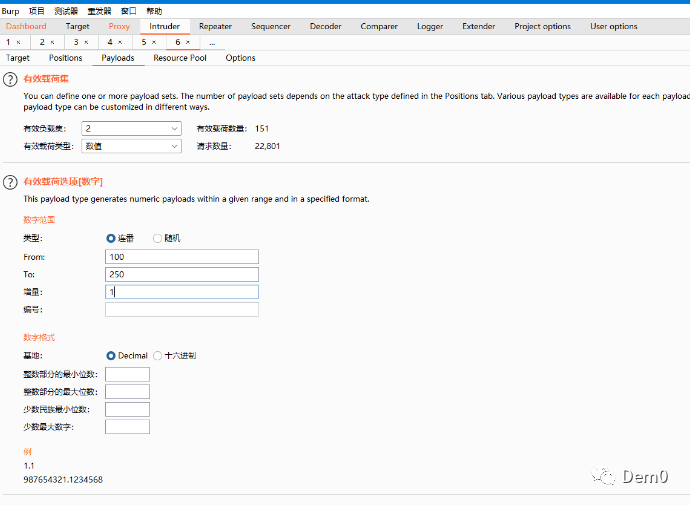 Burp 项目 测试器 重发器 窗口 帮助
Dashboard Target Proxy Intruder Repeater Sequencer Decoder Comparer Logger Extender Project options User options
1 × 2 × 3 × 4 × 5 × 6 × ...
Target Positions Payloads Resource Pool Options
? 有效载荷集
You can define one or more payload sets. The number of payload sets depends on the attack type defined in the Positions tab. Various payload types are available for each payload
payload type can be customized in different ways.
有效负载集: 2 有效载荷数量: 151
有效载荷类型: 数值 请求数量: 22,801
? 有效载荷选项[数字]
This payload type generates numeric payloads within a given range and in a specified format.
数字范围
类型: 连番 随机
From: 100
To: 250
增量: 1
编号:
数字格式
基地: Decimal 十六进制
整数部分的最小位数:
整数部分的最大位数:
少数民族最小位数:
少数最大数字:
例
1.1
987654321.1234568
Dem0